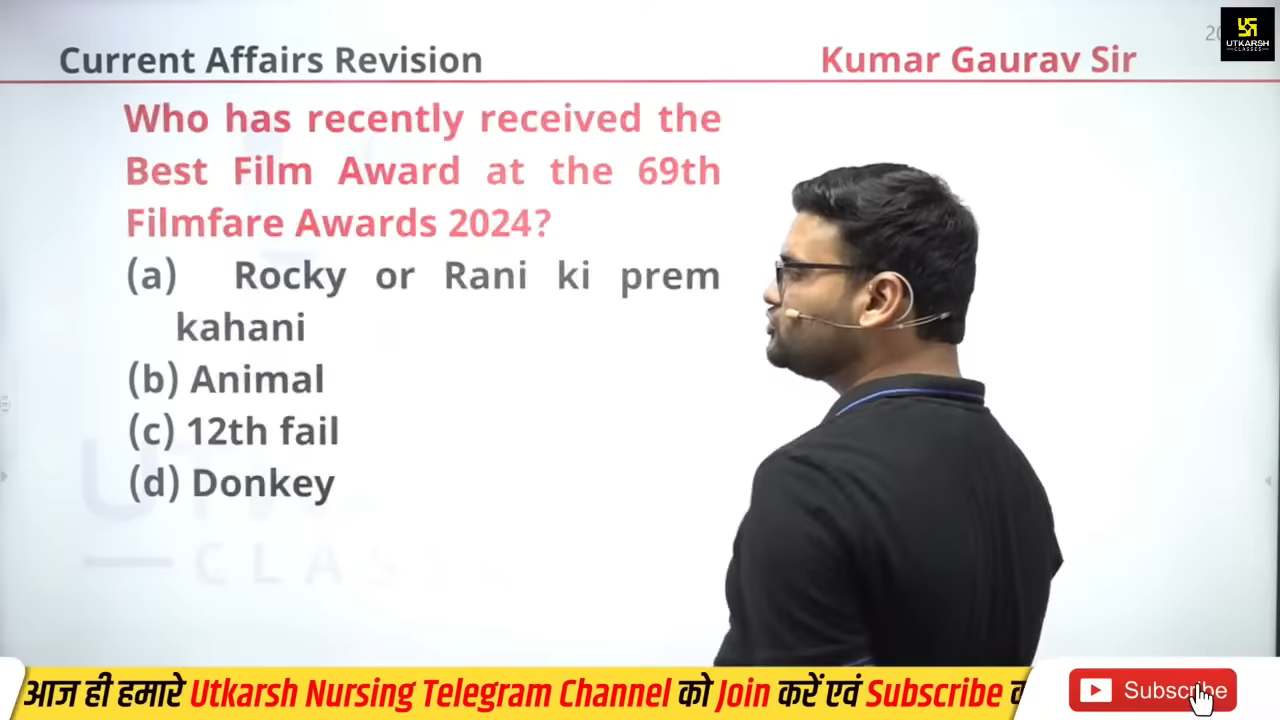 Current Affairs Revision
Kumar Gaurav Sir
UTKARSH
CLASSES
Who has recently received the
Best Film Award at the 69th
Filmfare Awards 2024?
(a) Rocky or Rani ki prem
kahani
(b) Animal
(c) 12th fail
(d) Donkey
आज ही हमारे Utkarsh Nursing Telegram Channel को Join करें एवं Subscribe
Subscribe